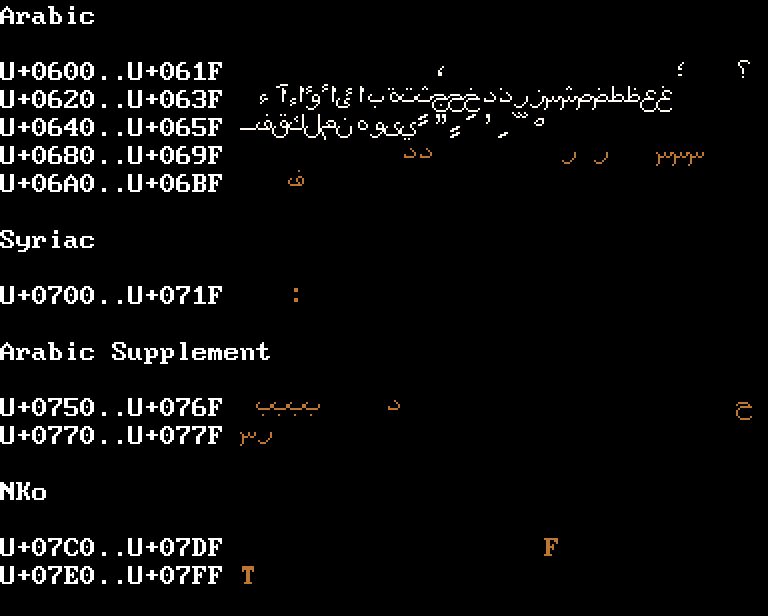 Arabic
U+0600..U+061F ، ؛ ؟
U+0620..U+063F ء آ أ ؤ إ ئ ا ب ة ت ث ج ح خ د ذ ر ز س ش ص ض ط ظ ع غ
U+0640..U+065F ـ ف ق ك ل م ن ه و ى ي ً ٌ ٍ َ ُ ِ ّ ْ
U+0680..U+069F د د ر ر س س س
U+06A0..U+06BF ف
Syriac
U+0700..U+071F :
Arabic Supplement
U+0750..U+076F ب ب ب ب د ح
U+0770..U+077F س ر
NKo
U+07C0..U+07DF F
U+07E0..U+07FF T